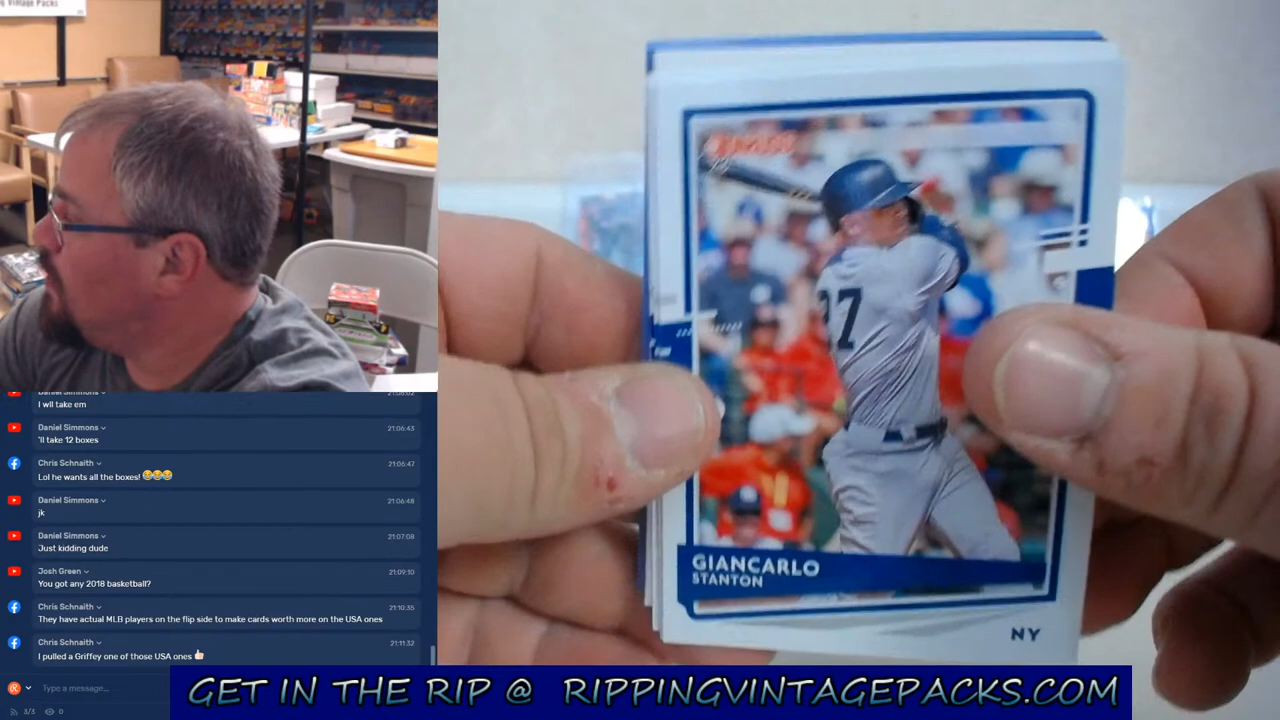 g Vintage Packs
Daniel Simmons
21:06:02
I wil take em
Daniel Simmons
21:06:43
'll take 12 boxes
Chris Schnaith
21:06:47
Lol he wants all the boxes! 😂😂😂
Daniel Simmons
21:06:48
jk
Daniel Simmons
21:07:08
Just kidding dude
Josh Green
21:09:10
You got any 2018 basketball?
Chris Schnaith
21:10:35
They have actual MLB players on the flip side to make cards worth more on the USA ones
Chris Schnaith
21:11:32
I pulled a Griffey one of those USA ones 👍🏻
Type a message...
3/3
0
27
GIANCARLO
STANTON
NY
GET IN THE RIP @ RIPPINGVINTAGEPACKS.COM